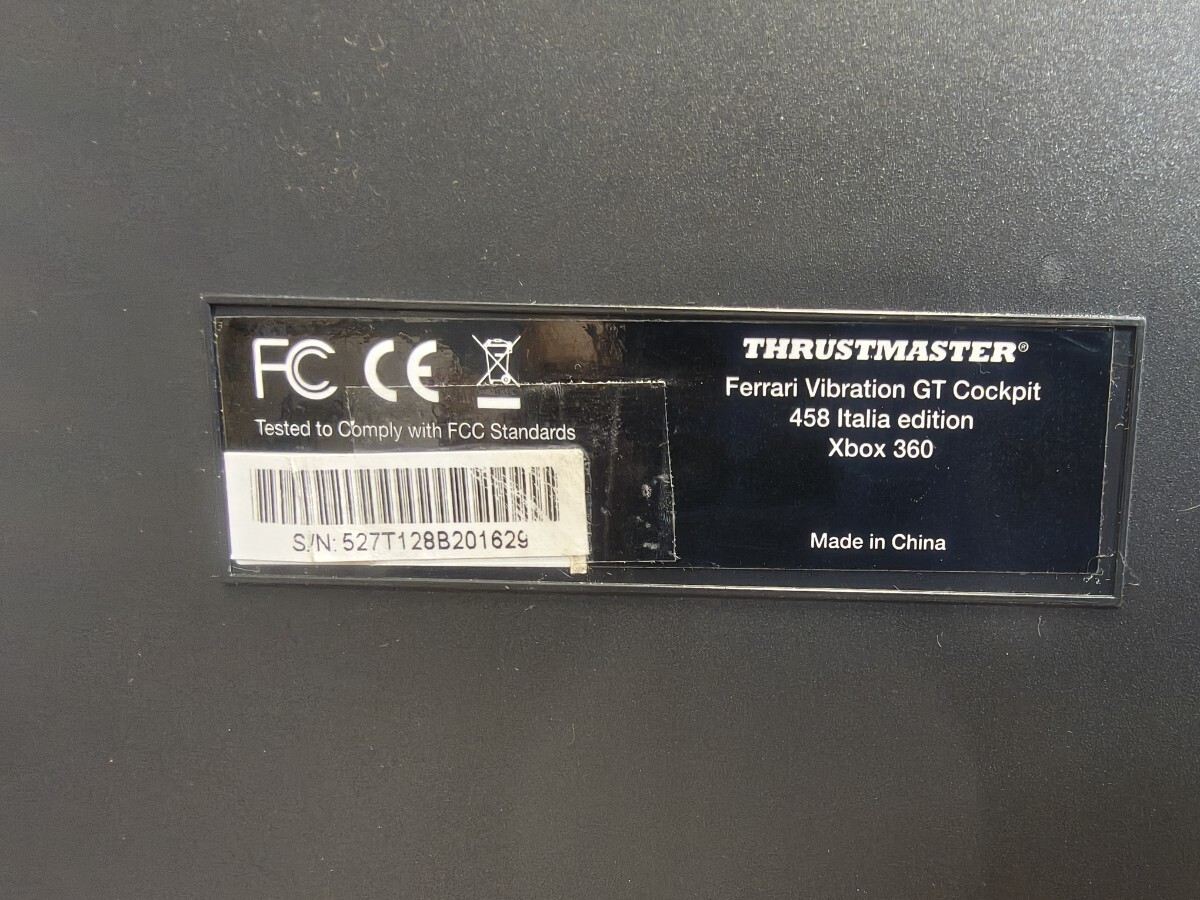 FC CE
Tested to Comply with FCC Standards
S/N: 527T128B201629
THRUSTMASTER®
Ferrari Vibration GT Cockpit
458 Italia edition
Xbox 360
Made in China